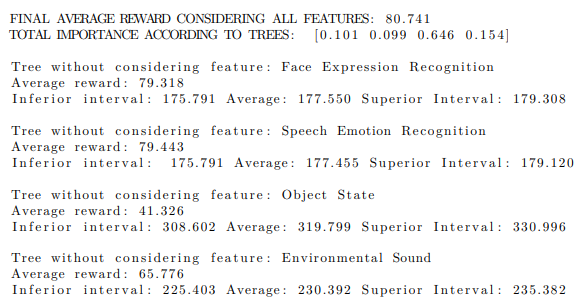 FINAL AVERAGE REWARD CONSIDERING ALL FEATURES: 80.741
TOTAL IMPORTANCE ACCORDING TO TREES: [0.101 0.099 0.646 0.154]
Tree without considering feature: Face Expression Recognition
Average reward: 79.318
Inferior interval: 175.791 Average: 177.550 Superior Interval: 179.308
Tree without considering feature: Speech Emotion Recognition
Average reward: 79.443
Inferior interval: 175.791 Average: 177.455 Superior Interval: 179.120
Tree without considering feature: Object State
Average reward: 41.326
Inferior interval: 308.602 Average: 319.799 Superior Interval: 330.996
Tree without considering feature: Environmental Sound
Average reward: 65.776
Inferior interval: 225.403 Average: 230.392 Superior Interval: 235.382